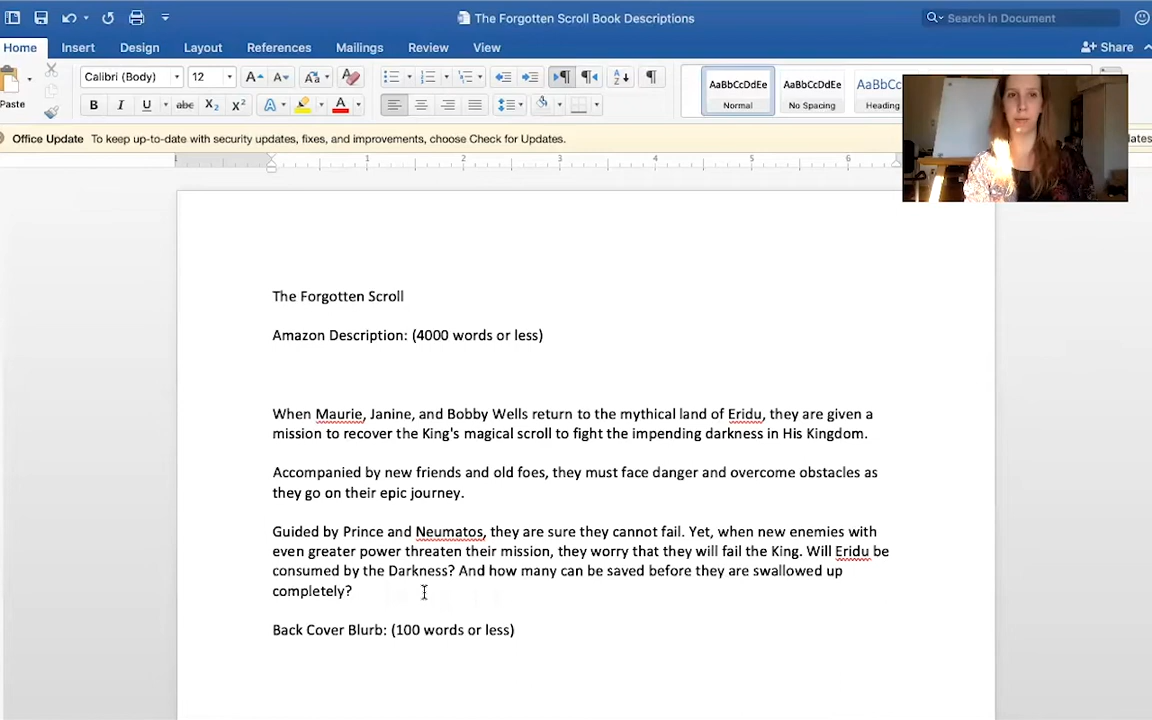 The Forgotten Scroll Book Descriptions
Search in Document
Home Insert Design Layout References Mailings Review View
Share
Calibri (Body) 12
AaBbCcDdEe AaBbCcDdEe AaBbCcDd
Paste
Normal No Spacing Heading
Office Update To keep up-to-date with security updates, fixes, and improvements, choose Check for Updates.
1 1 2 3 4 5 6
The Forgotten Scroll
Amazon Description: (4000 words or less)
When Maurie, Janine, and Bobby Wells return to the mythical land of Eridu, they are given a
mission to recover the King's magical scroll to fight the impending darkness in His Kingdom.
Accompanied by new friends and old foes, they must face danger and overcome obstacles as
they go on their epic journey.
Guided by Prince and Neumatos, they are sure they cannot fail. Yet, when new enemies with
even greater power threaten their mission, they worry that they will fail the King. Will Eridu be
consumed by the Darkness? And how many can be saved before they are swallowed up
completely?
Back Cover Blurb: (100 words or less)